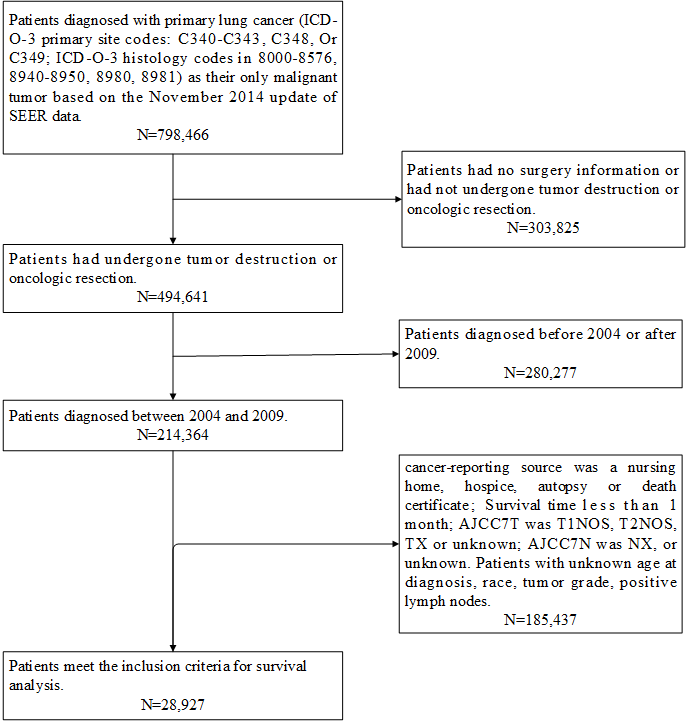 Patients diagnosed with primary lung cancer (ICD-
O-3 primary site codes: C340-C343, C348, Or
C349; ICD-O-3 histology codes in 8000-8576,
8940-8950, 8980, 8981) as their only malignant
tumor based on the November 2014 update of
SEER data.
N=798,466
Patients had no surgery information or
had not undergone tumor destruction or
oncologic resection.
N=303,825
Patients had undergone tumor destruction or
oncologic resection.
N=494,641
Patients diagnosed before 2004 or after
2009.
N=280,277
Patients diagnosed between 2004 and 2009.
N=214,364
cancer-reporting source was a nursing
home, hospice, autopsy or death
certificate; Survival time less than 1
month; AJCC7T was T1NOS, T2NOS,
TX or unknown; AJCC7N was NX, or
unknown. Patients with unknown age at
diagnosis, race, tumor grade, positive
lymph nodes.
N=185,437
Patients meet the inclusion criteria for survival
analysis.
N=28,927